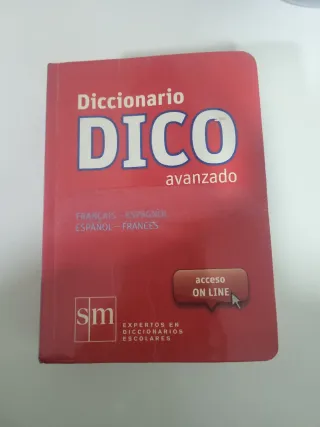 Diccionario
DICO
avanzado
FRANÇAIS - ESPAGNOL
ESPAÑOL - FRANCÉS
acceso
ON LINE
sm
EXPERTOS EN
DICCIONARIOS
ESCOLARES